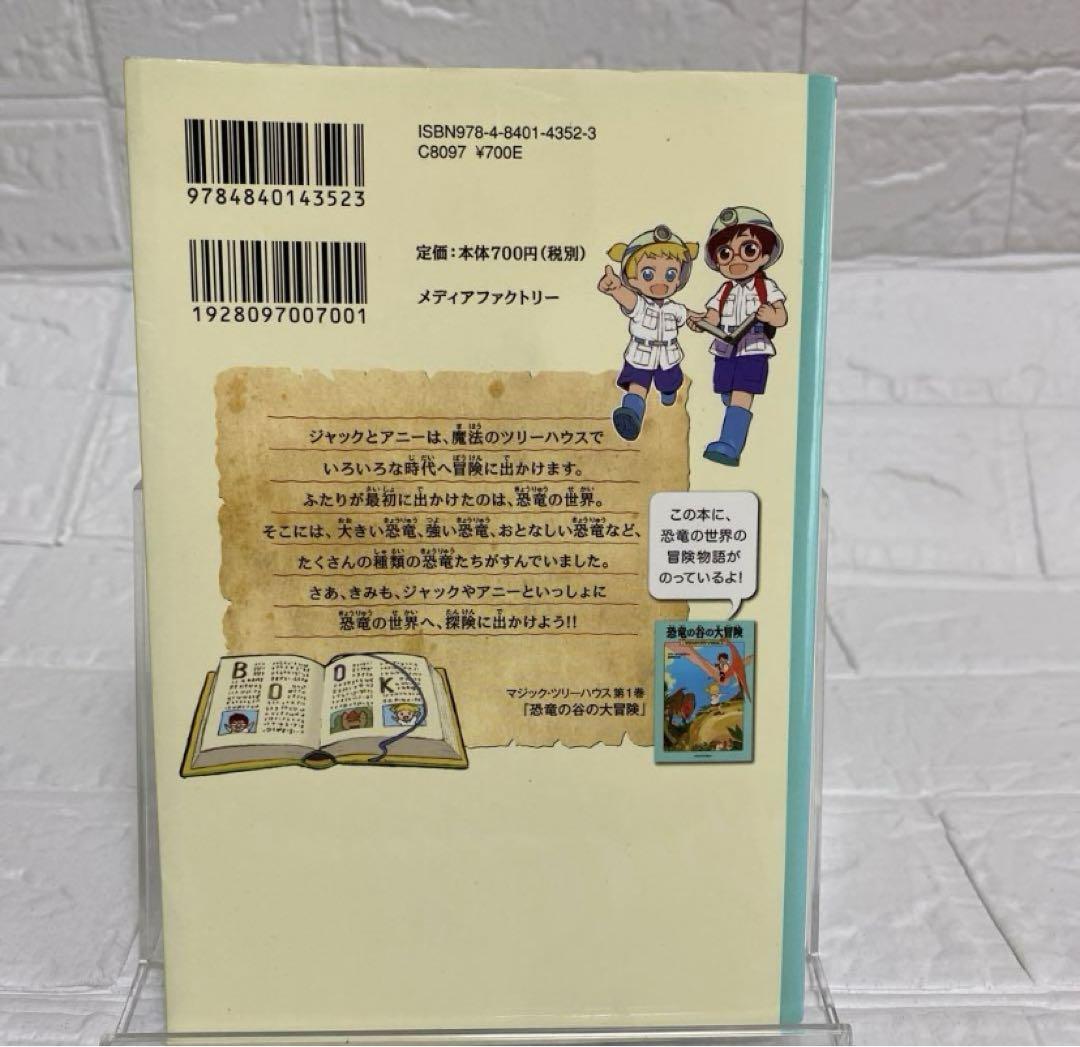 9784840143523
ISBN978-4-8401-4352-3
C8097 ¥700E
1928097007001
定価：本体700円（税別）
メディアファクトリー
ジャックとアニーは、魔法のツリーハウスで
いろいろな時代へ冒険に出かけます。
ふたりが最初に出かけたのは、恐竜の世界。
そこには、大きい恐竜、強い恐竜、おとなしい恐竜など、
たくさんの種類の恐竜たちがすんでいました。
さあ、きみも、ジャックやアニーといっしょに
恐竜の世界へ、探険に出かけよう!!
この本に、
恐竜の世界の
冒険物語が
のっているよ！
恐竜の谷の大冒険
マジック・ツリーハウス 第1巻
「恐竜の谷の大冒険」
BOOK